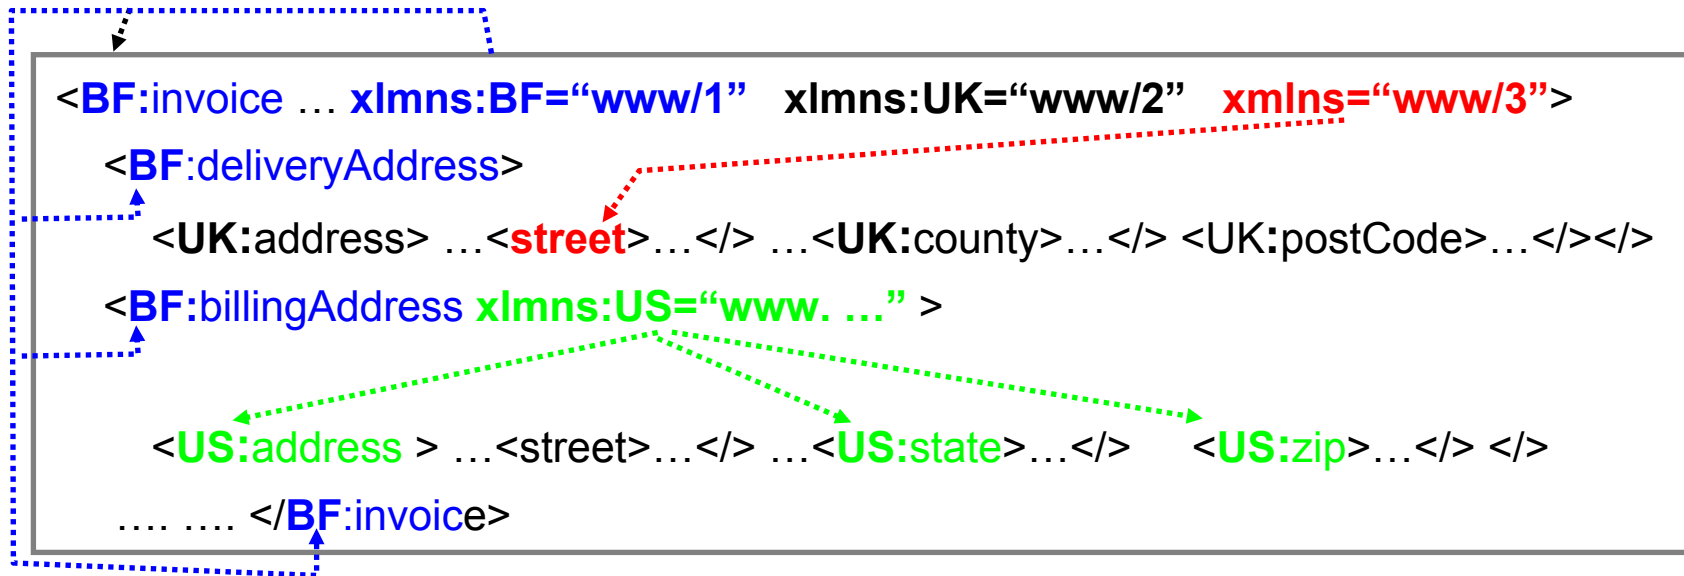 <BF:invoice … xlmns:BF=“www/1” xlmns:UK=“www/2” xmlns=“www/3”>
<BF:deliveryAddress>
<UK:address> …<street>…</> …<UK:county>…</> <UK:postCode>…</></>
<BF:billingAddress xlmns:US=“www. …” >
<US:address > …<street>…</> …<US:state>…</> <US:zip>…</> </>
…. …. </BF:invoice>